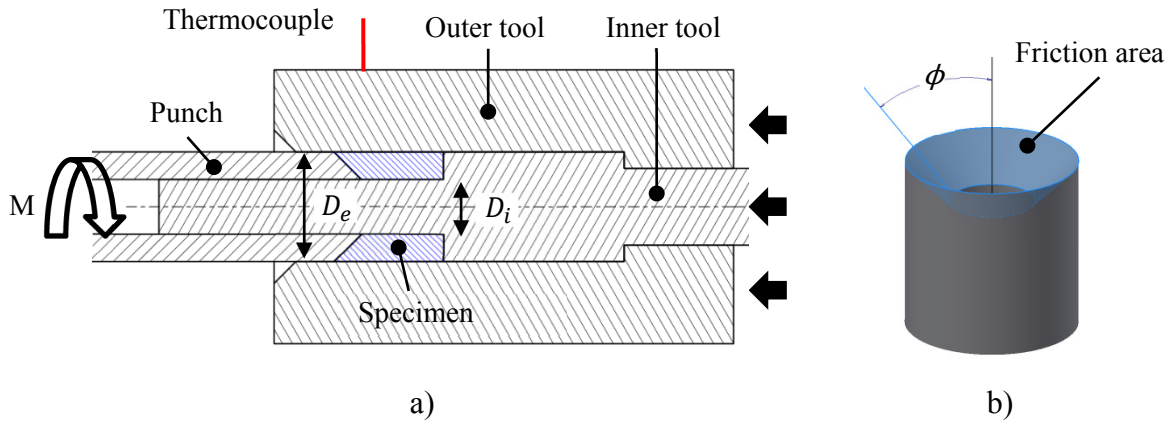 Thermocouple
Outer tool
Inner tool
Punch
M
D_e
D_i
Specimen
a)
ϕ
Friction area
b)